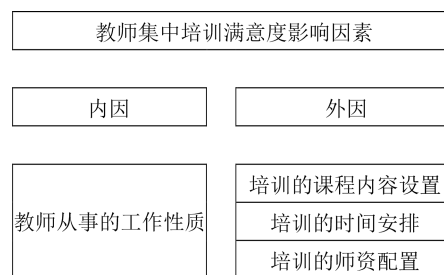 教师集中培训满意度影响因素
内因
外因
教师从事的工作性质
培训的课程内容设置
培训的时间安排
培训的师资配置